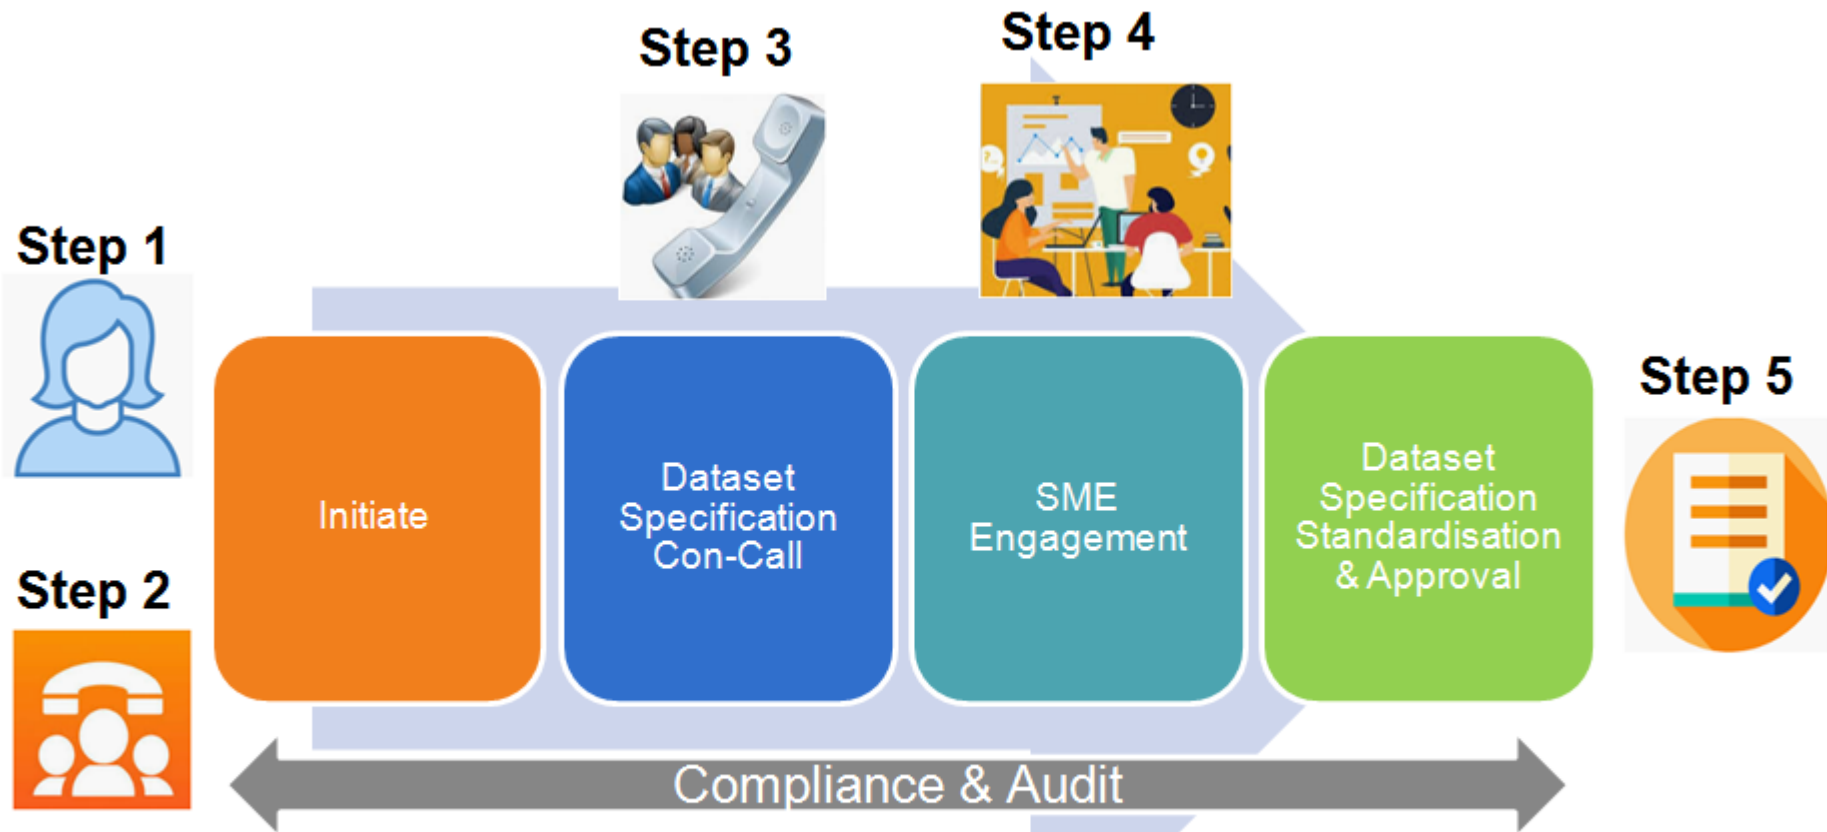 Step 1
Step 2
Step 3
Step 4
Step 5
Initiate
Dataset
Specification
Con-Call
SME
Engagement
Dataset
Specification
Standardisation
& Approval
Compliance & Audit